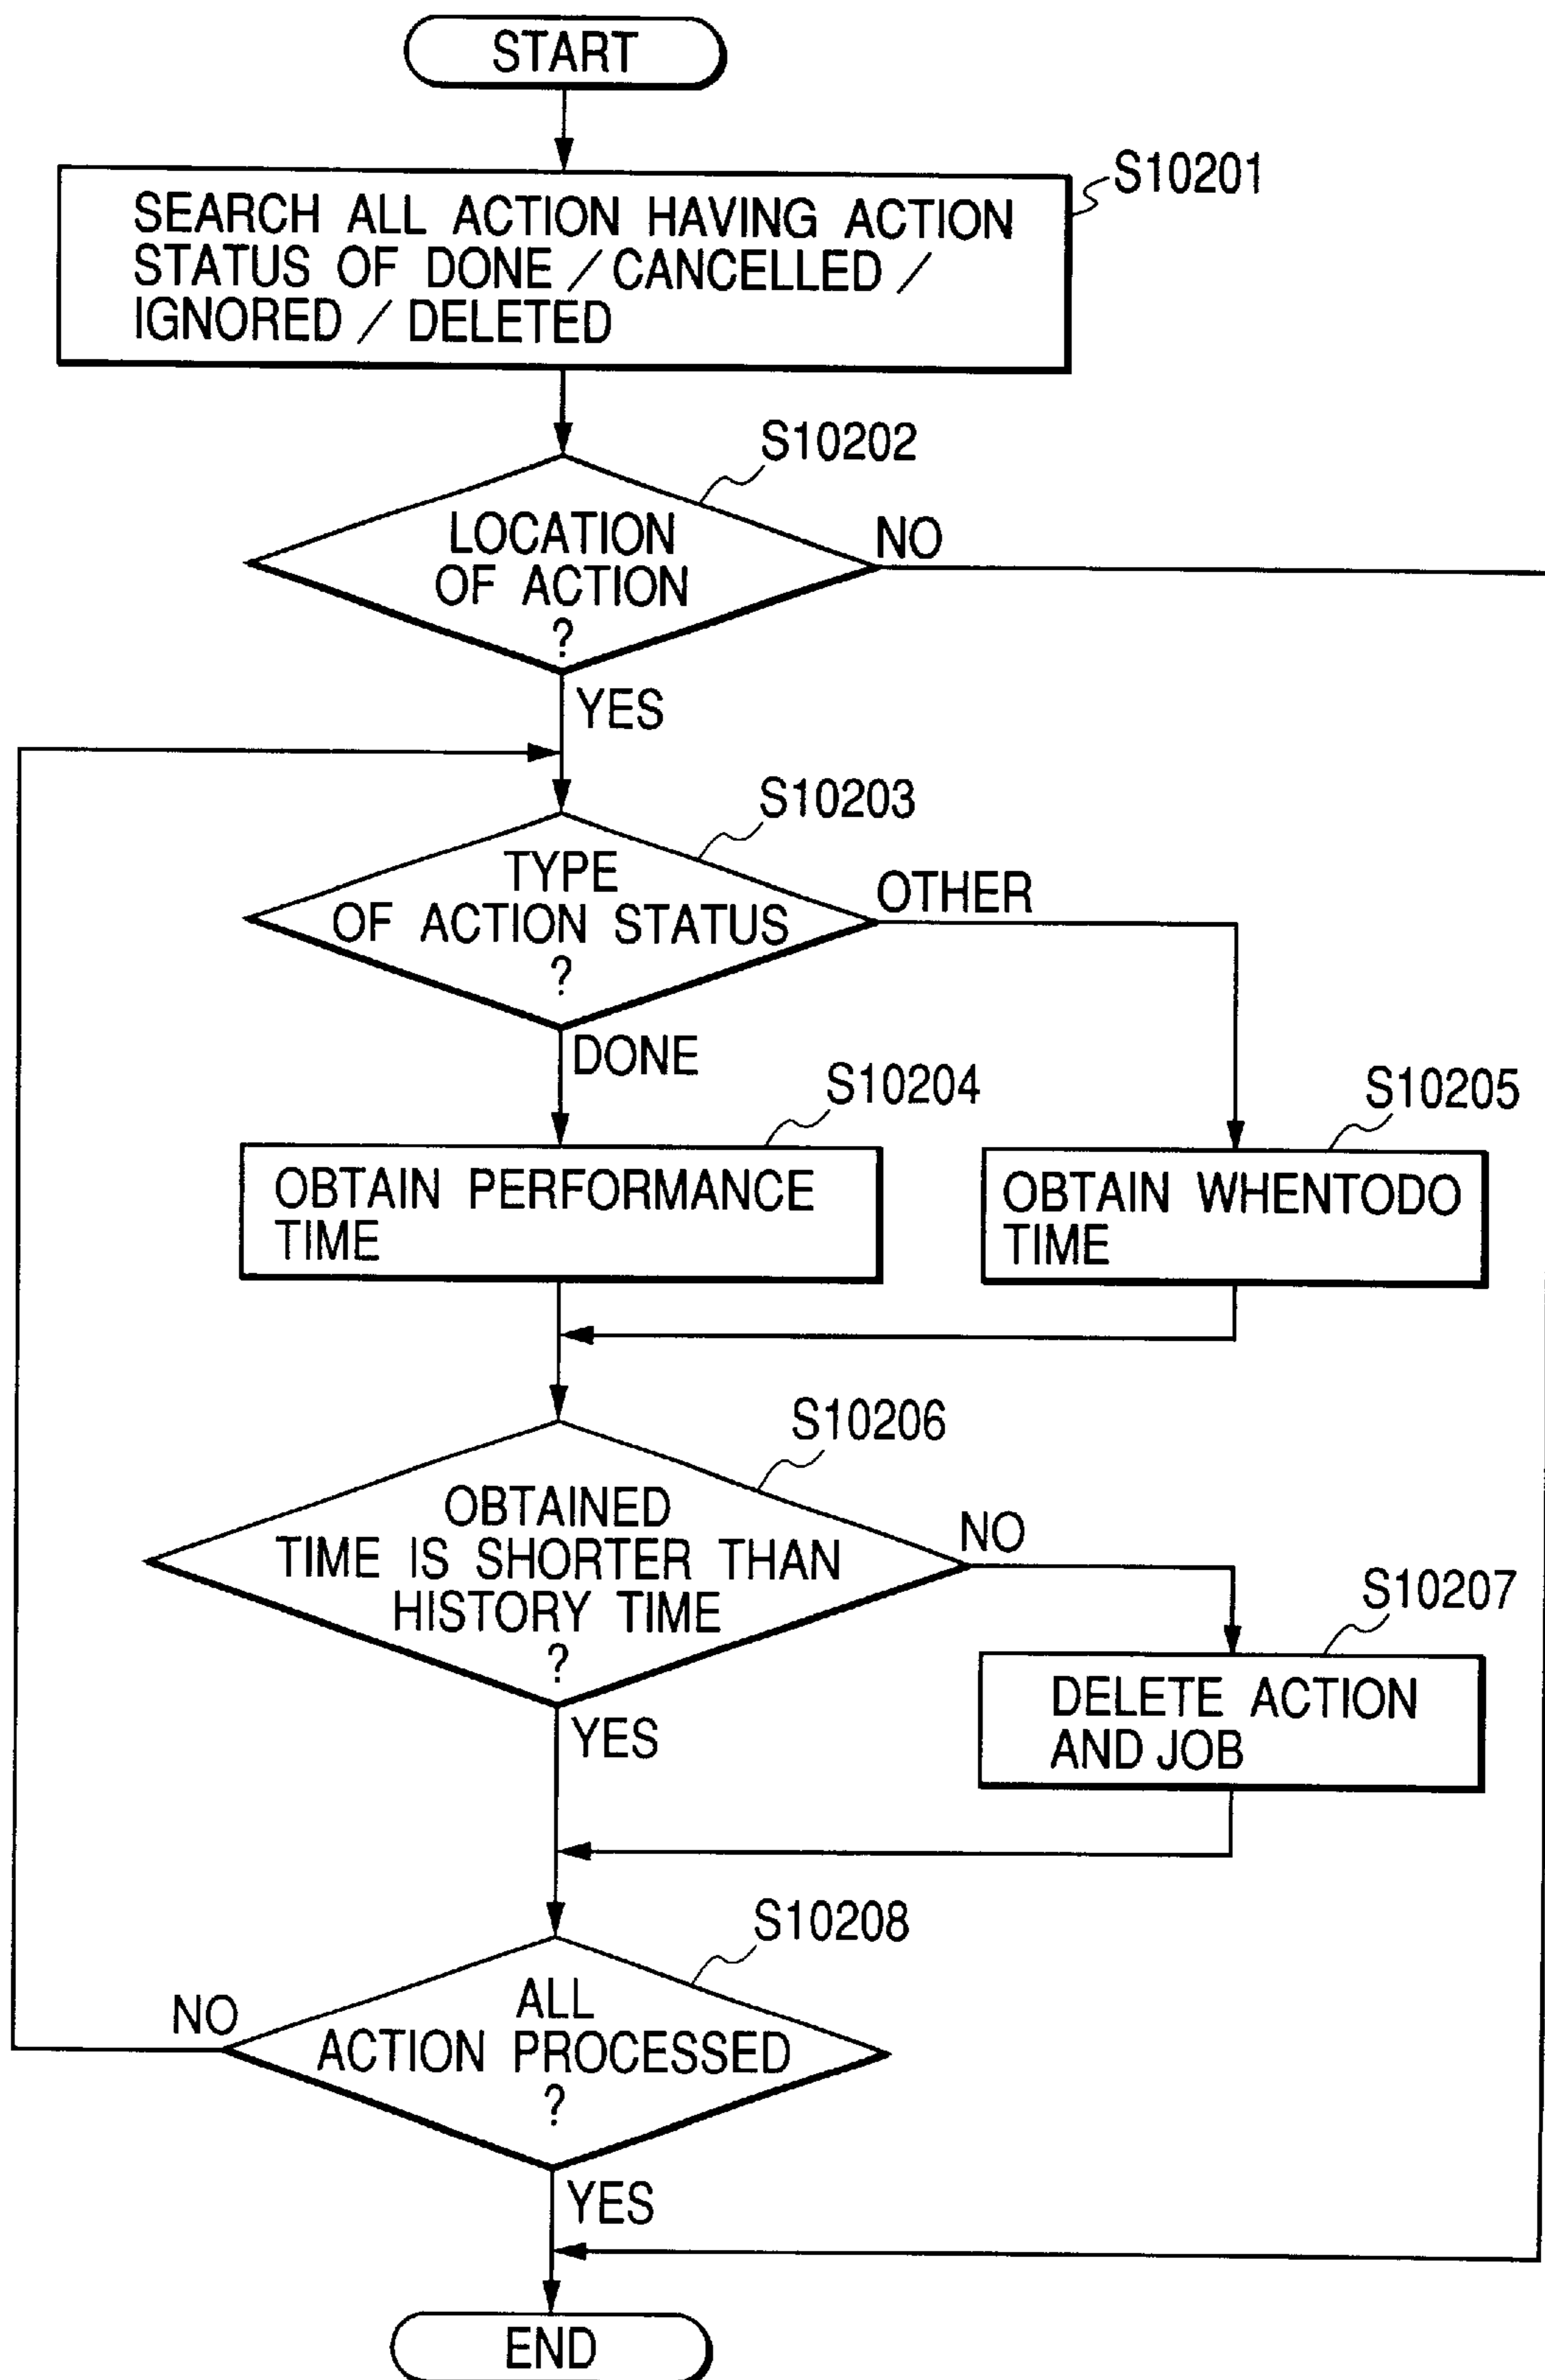 START
S10201
SEARCH ALL ACTION HAVING ACTION
STATUS OF DONE / CANCELLED /
IGNORED / DELETED
S10202
LOCATION
OF ACTION
?
NO
YES
S10203
TYPE
OF ACTION STATUS
?
OTHER
DONE
S10204
S10205
OBTAIN PERFORMANCE
TIME
OBTAIN WHENTODO
TIME
S10206
OBTAINED
TIME IS SHORTER THAN
HISTORY TIME
?
NO
YES
S10207
DELETE ACTION
AND JOB
S10208
ALL
ACTION PROCESSED
?
NO
YES
END